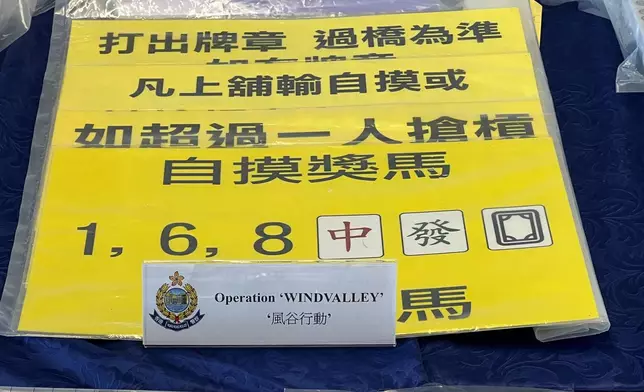 打出牌章 過橋為準
凡上舖輸自摸或
如超過一人搶槓
自摸獎馬
1, 6, 8 中 發
馬
Operation ‘WINDVALLEY’
‘風谷行動’